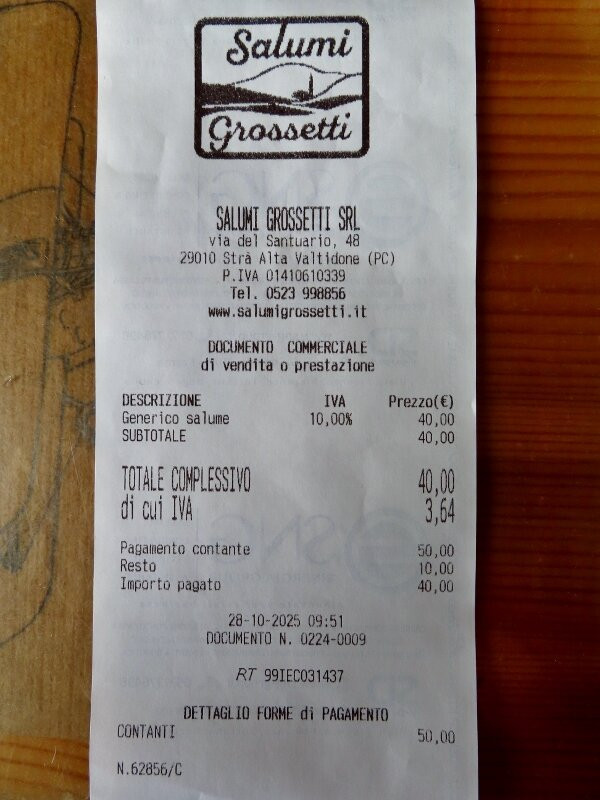 Salumi
Grossetti
SALUMI GROSSETTI SRL
via del Santuario, 48
29010 Strà Alta Valtidone (PC)
P.IVA 01410610339
Tel. 0523 998856
www.salumigrossetti.it
DOCUMENTO COMMERCIALE
di vendita o prestazione
DESCRIZIONE IVA Prezzo(€)
Generico salume 10,00% 40,00
SUBTOTALE 40,00
TOTALE COMPLESSIVO 40,00
di cui IVA 3,64
Pagamento contante 50,00
Resto 10,00
Importo pagato 40,00
28-10-2025 09:51
DOCUMENTO N. 0224-0009
RT 99IEC031437
DETTAGLIO FORME di PAGAMENTO
CONTANTI 50,00
N.62856/C